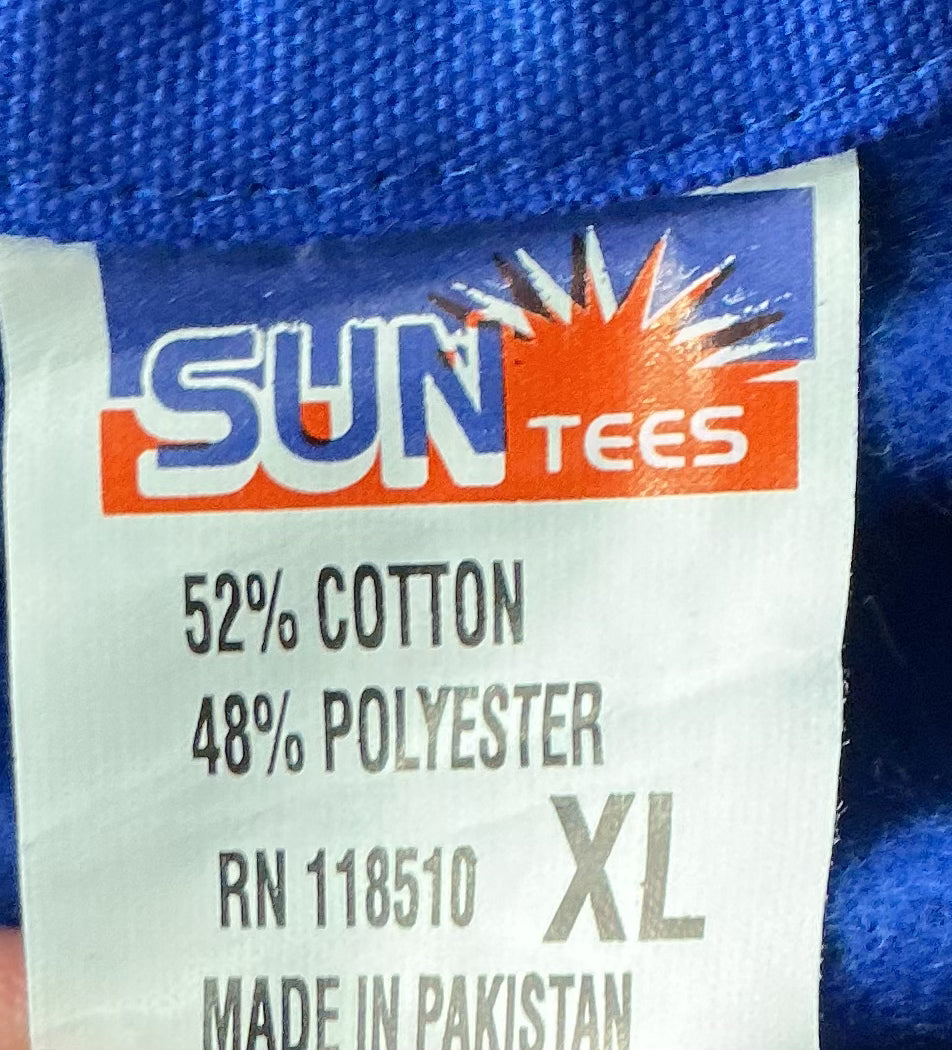 SUN TEES
52% COTTON
48% POLYESTER
RN 118510 XL
MADE IN PAKISTAN